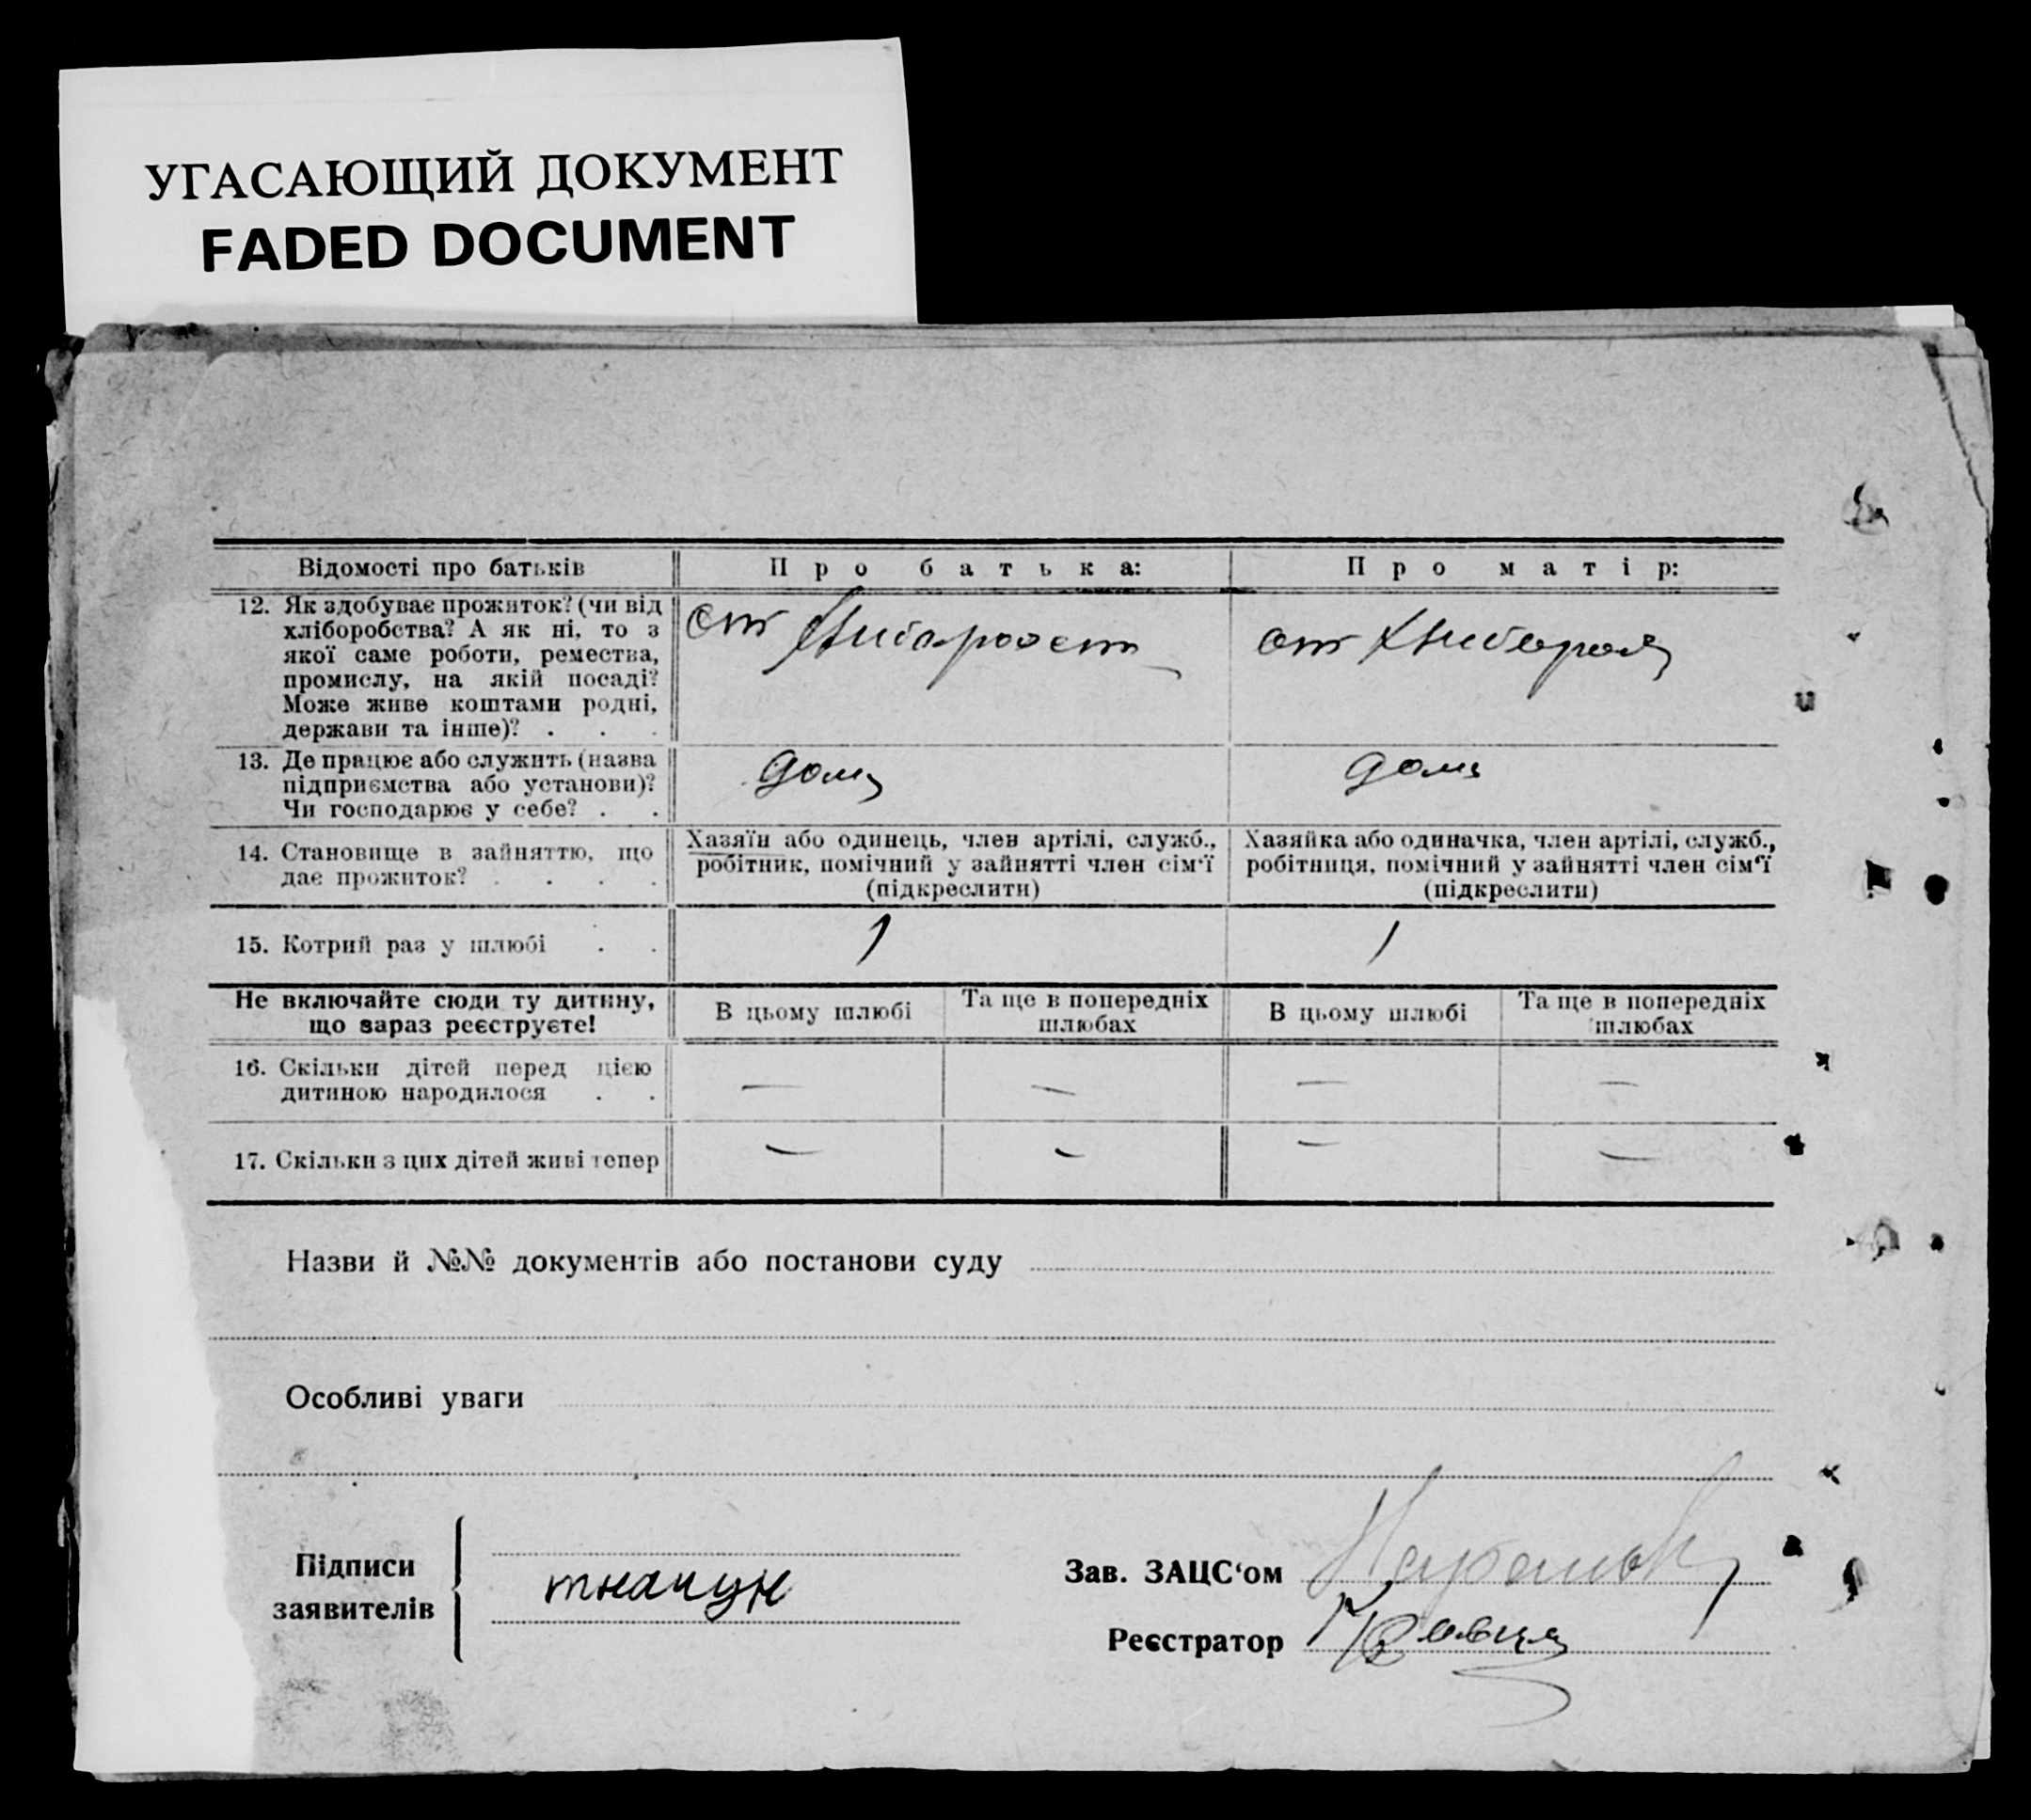 УГАСАЮЩИЙ ДОКУМЕНТ
FADED DOCUMENT
Відомості про батьків
Про батька:
Про матір:
12. Як здобуває прожиток? (чи від
хліборобства? А як ні, то з
якої саме роботи, ремества,
промислу, на якій посаді?
Може живе коштами родні,
держави та інше)? . . .
от
от
13. Де працює або служить (назва
підприємства або установи)?
Чи господарює у себе? . .
дома
дома
14. Становище в зайняттю, що
дає прожиток? . . . .
Хазяїн або одинець, член артілі, служб.,
робітник, помічний у зайнятті член сім'ї
(підкреслити)
Хазяйка або одиначка, член артілі, служб.,
робітниця, помічний у зайнятті член сім'ї
(підкреслити)
15. Котрий раз у шлюбі . .
1
1
Не включайте сюди ту дитину,
що зараз реєструєте!
В цьому шлюбі
Та ще в попередніх
шлюбах
В цьому шлюбі
Та ще в попередніх
шлюбах
16. Скільки дітей перед цією
дитиною народилося . .
— — — —
17. Скільки з цих дітей живі тепер
— — — —
Назви й №№ документів або постанови суду
Особливі уваги
Підписи
заявителів
Зав. ЗАЦС'ом
Реєстратор